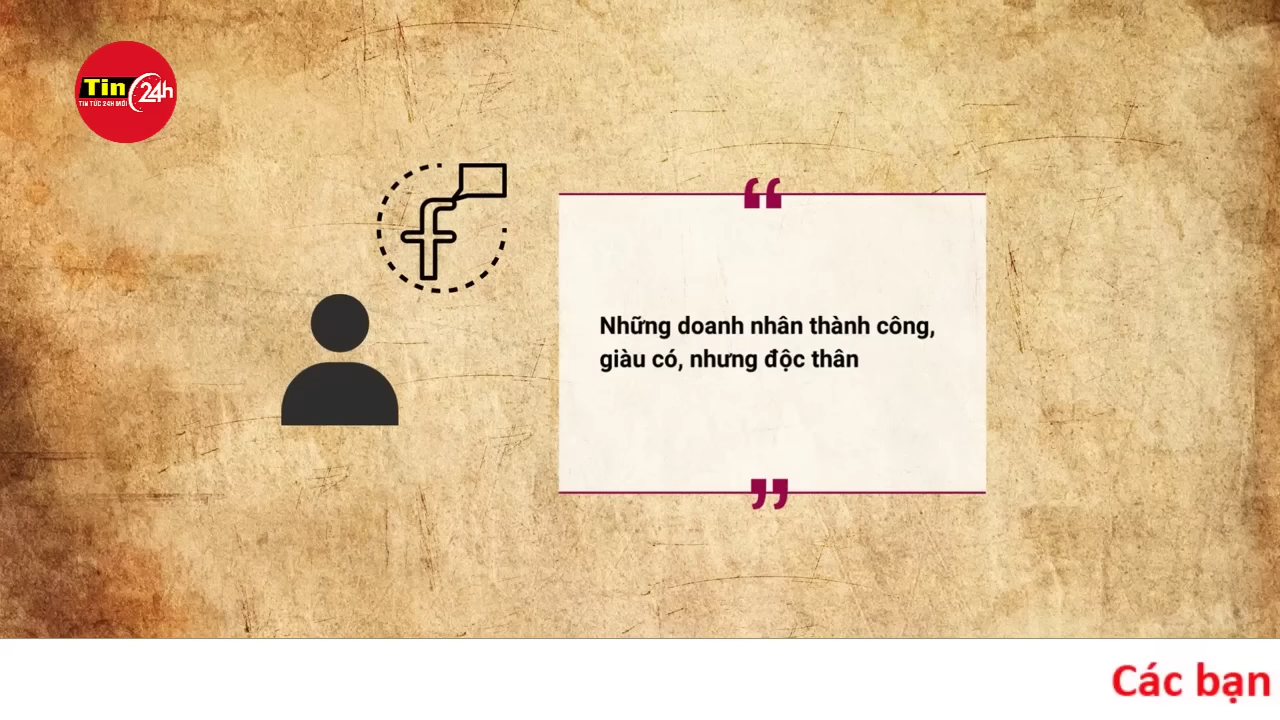 Tin 24h
TIN TỨC 24H MỚI
Những doanh nhân thành công,
giàu có, nhưng độc thân
Các bạn